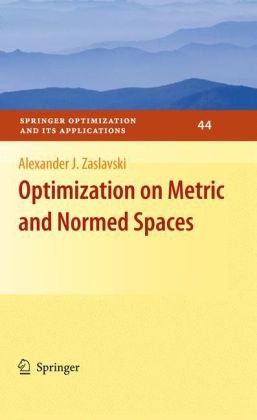 SPRINGER OPTIMIZATION
AND ITS APPLICATIONS
44
Alexander J. Zaslavski
Optimization on Metric
and Normed Spaces
Springer